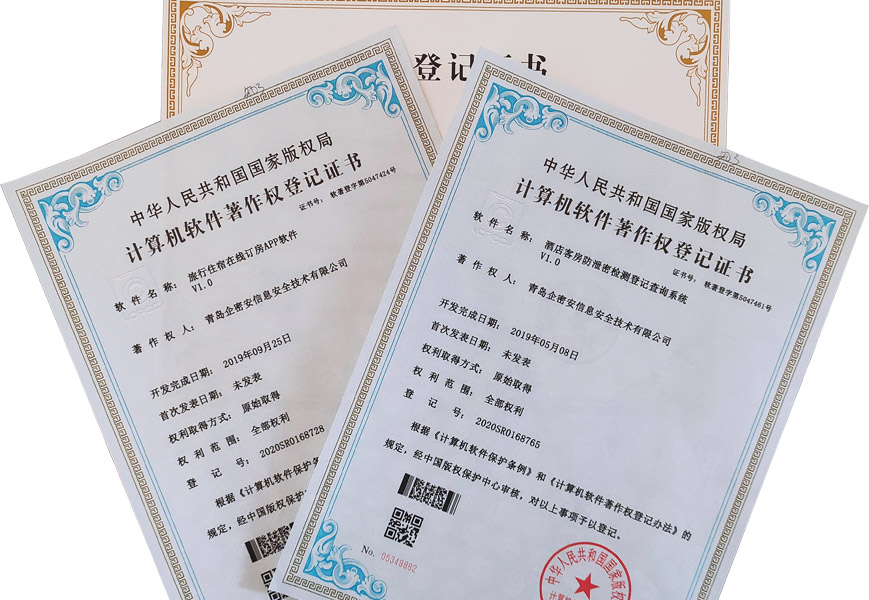 登记证书
中华人民共和国国家版权局
计算机软件著作权登记证书
证书号： 软著登字第5047424号
软件名称： 旅行住宿在线订房APP软件
V1.0
著作权人： 青岛企密安信息安全技术有限公司
开发完成日期： 2019年09月25日
首次发表日期： 未发表
权利取得方式： 原始取得
权利范围： 全部权利
登记号： 2020SR0168728
根据《计算机软件保护条
规定，经中国版权保护
中华人民共和国国家版权局
计算机软件著作权登记证书
证书号： 软著登字第5047461号
软件名称： 酒店客房防泄密检测登记查询系统
V1.0
著作权人： 青岛企密安信息安全技术有限公司
开发完成日期： 2019年05月08日
首次发表日期： 未发表
权利取得方式： 原始取得
权利范围： 全部权利
登记号： 2020SR0168765
根据《计算机软件保护条例》和《计算机软件著作权登记办法》的
规定，经中国版权保护中心审核，对以上事项予以登记。
No. 05349892
中华人民共和国国家版权局